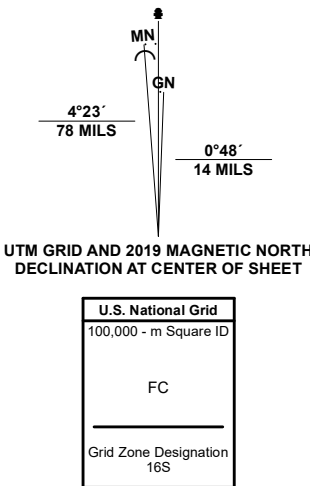 MN
GN
4°23´
78 MILS
0°48´
14 MILS
UTM GRID AND 2019 MAGNETIC NORTH
DECLINATION AT CENTER OF SHEET
U.S. National Grid
100,000 - m Square ID
FC
Grid Zone Designation
16S